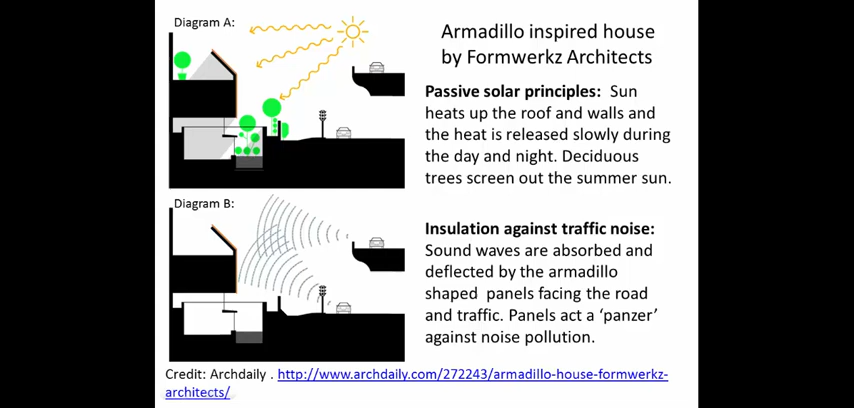 Diagram A:
Armadillo inspired house
by Formwerkz Architects
Passive solar principles: Sun
heats up the roof and walls and
the heat is released slowly during
the day and night. Deciduous
trees screen out the summer sun.
Diagram B:
Insulation against traffic noise:
Sound waves are absorbed and
deflected by the armadillo
shaped panels facing the road
and traffic. Panels act a ‘panzer’
against noise pollution.
Credit: Archdaily . http://www.archdaily.com/272243/armadillo-house-formwerkz-
architects/